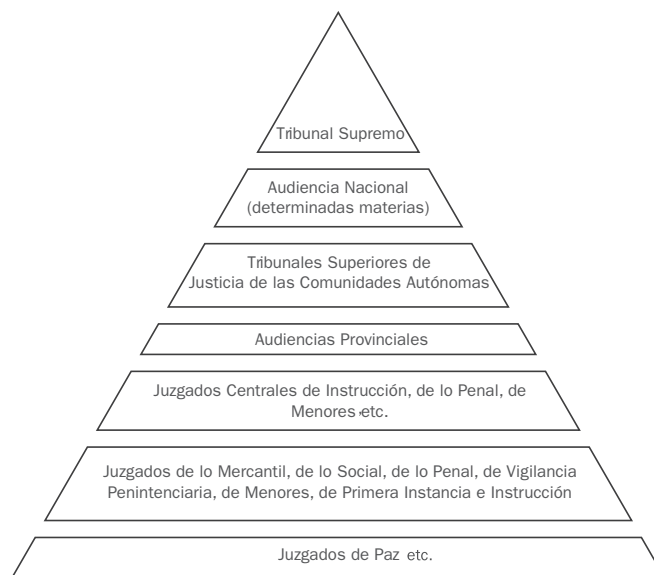 Tribunal Supremo
Audiencia Nacional
(determinadas materias)
Tribunales Superiores de
Justicia de las Comunidades Autónomas
Audiencias Provinciales
Juzgados Centrales de Instrucción, de lo Penal, de
Menores, etc.
Juzgados de lo Mercantil, de lo Social, de lo Penal, de Vigilancia
Penintenciaria, de Menores, de Primera Instancia e Instrucción
Juzgados de Paz etc.